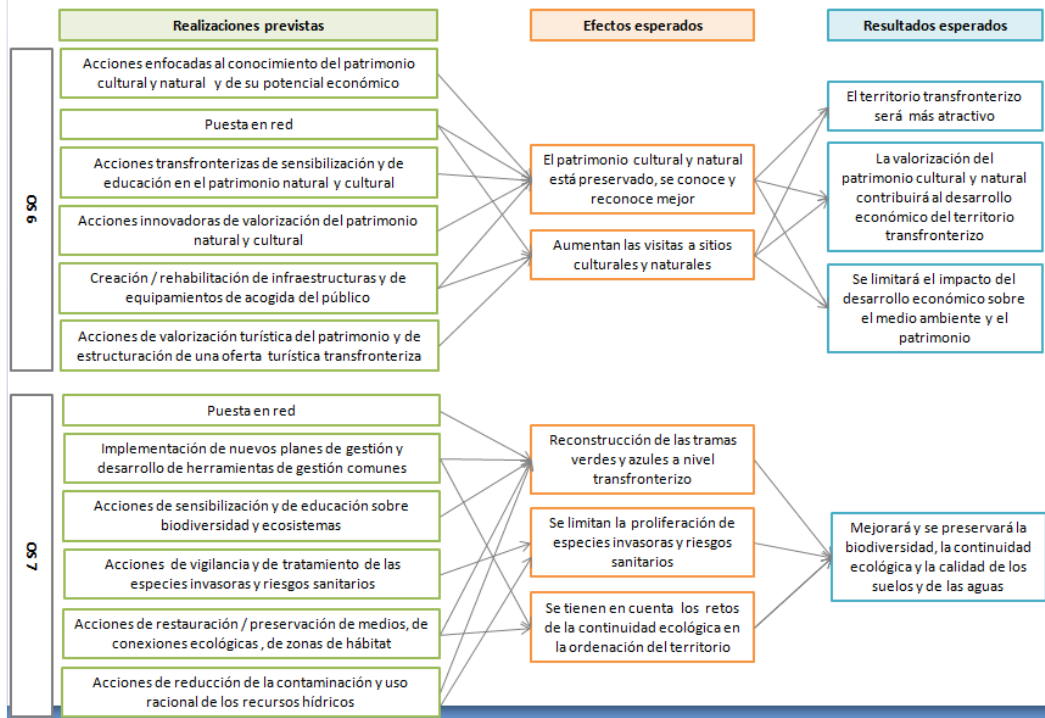 Realizaciones previstas
Efectos esperados
Resultados esperados
OS 6
Acciones enfocadas al conocimiento del patrimonio
cultural y natural y de su potencial económico
Puesta en red
Acciones transfronterizas de sensibilización y de
educación en el patrimonio natural y cultural
Acciones innovadoras de valorización del patrimonio
natural y cultural
Creación / rehabilitación de infraestructuras y de
equipamientos de acogida del público
Acciones de valorización turística del patrimonio y de
estructuración de una oferta turística transfronteriza
El patrimonio cultural y natural
está preservado, se conoce y
reconoce mejor
Aumentan las visitas a sitios
culturales y naturales
El territorio transfronterizo
será más atractivo
La valorización del
patrimonio cultural y natural
contribuirá al desarrollo
económico del territorio
transfronterizo
Se limitará el impacto del
desarrollo económico sobre
el medio ambiente y el
patrimonio
OS 7
Puesta en red
Implementación de nuevos planes de gestión y
desarrollo de herramientas de gestión comunes
Acciones de sensibilización y de educación sobre
biodiversidad y ecosistemas
Acciones de vigilancia y de tratamiento de las
especies invasoras y riesgos sanitarios
Acciones de restauración / preservación de medios, de
conexiones ecológicas , de zonas de hábitat
Acciones de reducción de la contaminación y uso
racional de los recursos hídricos
Reconstrucción de las tramas
verdes y azules a nivel
transfronterizo
Se limitan la proliferación de
especies invasoras y riesgos
sanitarios
Se tienen en cuenta los retos
de la continuidad ecológica en
la ordenación del territorio
Mejorará y se preservará la
biodiversidad, la continuidad
ecológica y la calidad de los
suelos y de las aguas